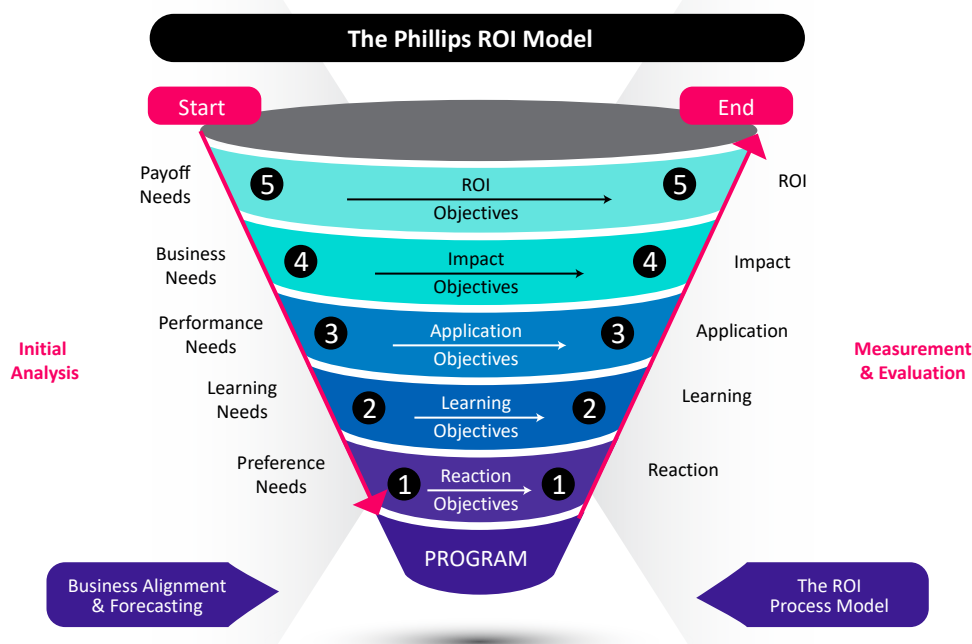 The Phillips ROI Model
Start
End
Payoff
Needs
5
ROI
Objectives
5
ROI
Business
Needs
4
Impact
Objectives
4
Impact
Performance
Needs
3
Application
Objectives
3
Application
Initial
Analysis
Measurement
& Evaluation
Learning
Needs
2
Learning
Objectives
2
Learning
Preference
Needs
1
Reaction
Objectives
1
Reaction
PROGRAM
Business Alignment
& Forecasting
The ROI
Process Model